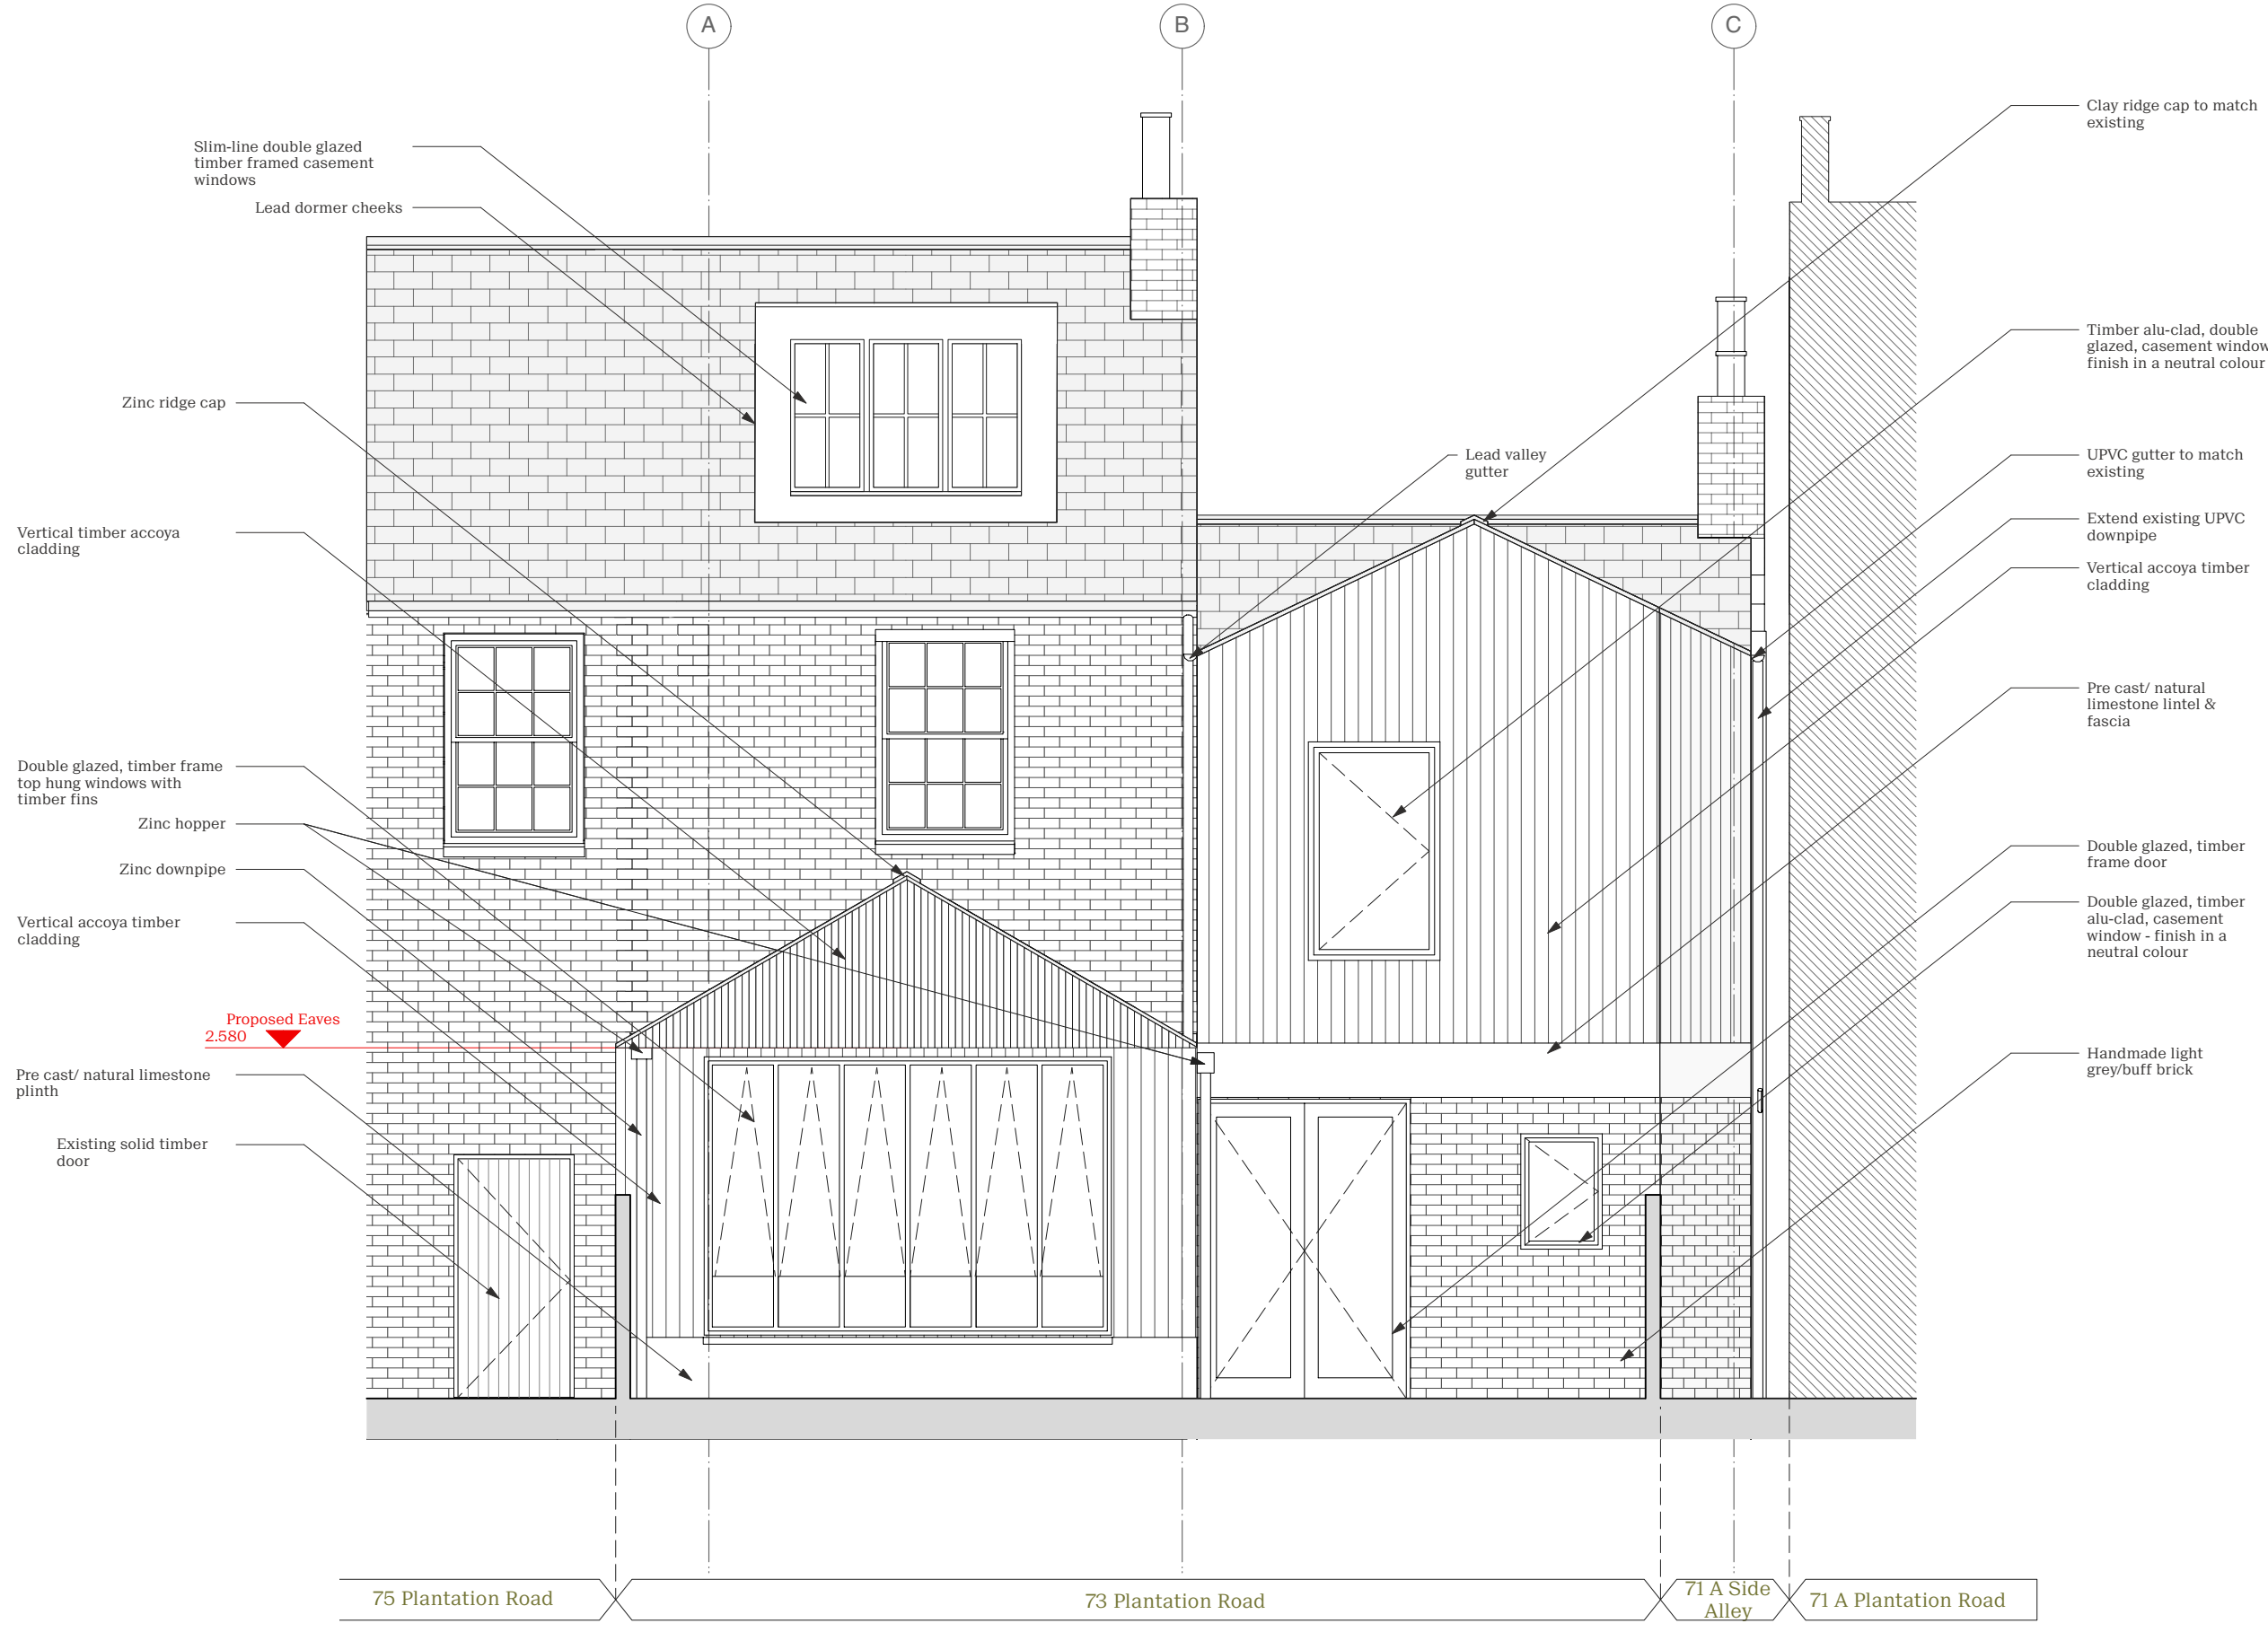 A
B
C
Slim-line double glazed
timber framed casement
windows
Lead dormer cheeks
Zinc ridge cap
Vertical timber accoya
cladding
Double glazed, timber frame
top hung windows with
timber fins
Zinc hopper
Zinc downpipe
Vertical accoya timber
cladding
Proposed Eaves
2.580
Pre cast/ natural limestone
plinth
Existing solid timber
door
Lead valley
gutter
Clay ridge cap to match
existing
Timber alu-clad, double
glazed, casement window
finish in a neutral colour
UPVC gutter to match
existing
Extend existing UPVC
downpipe
Vertical accoya timber
cladding
Pre cast/ natural
limestone lintel &
fascia
Double glazed, timber
frame door
Double glazed, timber
alu-clad, casement
window - finish in a
neutral colour
Handmade light
grey/buff brick
75 Plantation Road
73 Plantation Road
71 A Side
Alley
71 A Plantation Road